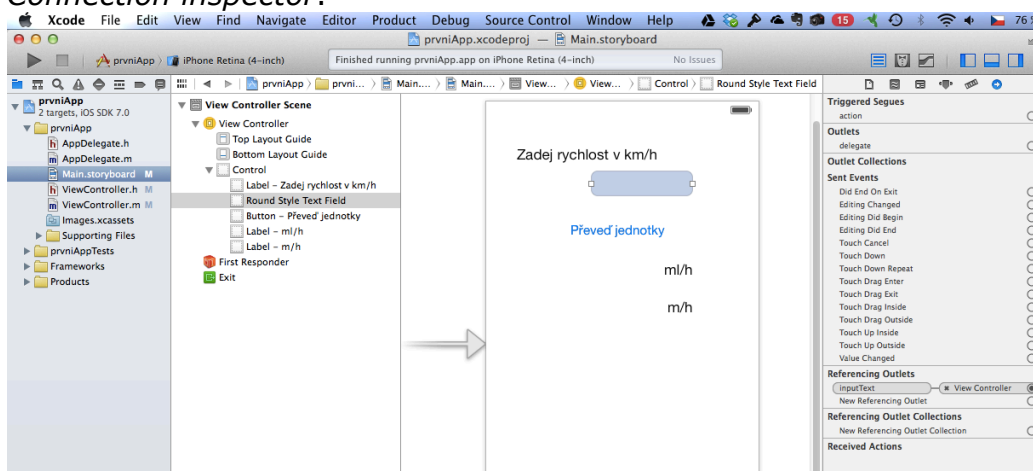 Connection Inspector.
Xcode File Edit View Find Navigate Editor Product Debug Source Control Window Help 15 76
prvniApp.xcodeproj — Main.storyboard
prvniApp iPhone Retina (4-inch) Finished running prvniApp.app on iPhone Retina (4-inch) No Issues
prvniApp prvni... Main.... Main.... View... View... Control Round Style Text Field
prvniApp
2 targets, iOS SDK 7.0
prvniApp
AppDelegate.h
AppDelegate.m
Main.storyboard M
ViewController.h M
ViewController.m M
Images.xcassets
Supporting Files
prvniAppTests
Frameworks
Products
View Controller Scene
View Controller
Top Layout Guide
Bottom Layout Guide
Control
Label – Zadej rychlost v km/h
Round Style Text Field
Button – Převeď jednotky
Label – ml/h
Label – m/h
First Responder
Exit
Zadej rychlost v km/h
Převeď jednotky
ml/h
m/h
Triggered Segues
action
Outlets
delegate
Outlet Collections
Sent Events
Did End On Exit
Editing Changed
Editing Did Begin
Editing Did End
Touch Cancel
Touch Down
Touch Down Repeat
Touch Drag Enter
Touch Drag Exit
Touch Drag Inside
Touch Drag Outside
Touch Up Inside
Touch Up Outside
Value Changed
Referencing Outlets
inputText View Controller
New Referencing Outlet
Referencing Outlet Collections
New Referencing Outlet Collection
Received Actions